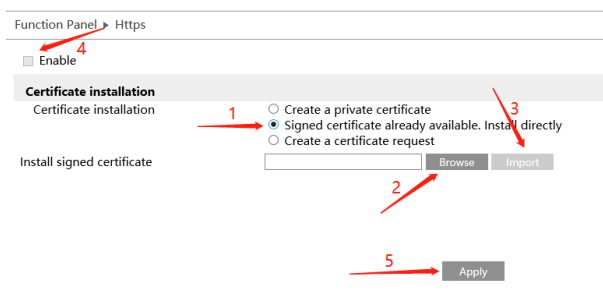 Function Panel ▸ Https
4
Enable
Certificate installation
Certificate installation
1
Create a private certificate
3
Signed certificate already available. Install directly
Create a certificate request
Install signed certificate
Browse
Import
2
5
Apply